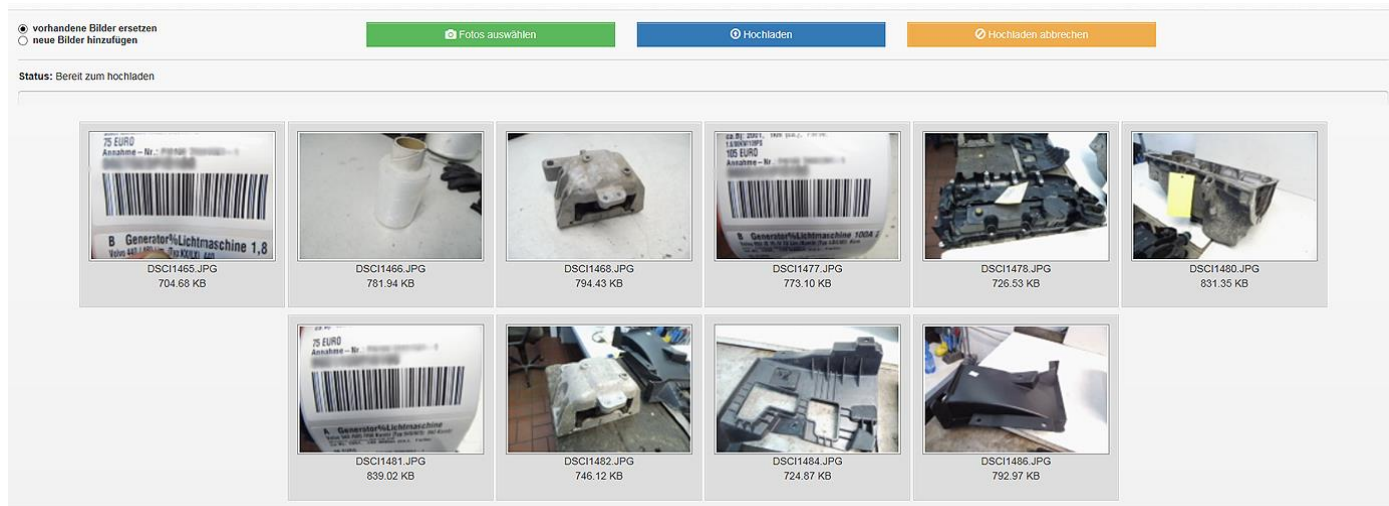 vorhandene Bilder ersetzen
neue Bilder hinzufügen
Fotos auswählen
Hochladen
Hochladen abbrechen
Status: Bereit zum hochladen
75 EURO
Annahme-Nr.:
B Generator%Lichtmaschine 1,8
DSCI1465.JPG
704.68 KB
DSCI1466.JPG
781.94 KB
DSCI1468.JPG
794.43 KB
105 EURO
Annahme-Nr.:
B Generator%Lichtmaschine 100A
DSCI1477.JPG
773.10 KB
DSCI1478.JPG
726.53 KB
DSCI1480.JPG
831.35 KB
75 EURO
Annahme-Nr.:
A Generator%Lichtmaschine
DSCI1481.JPG
839.02 KB
DSCI1482.JPG
746.12 KB
DSCI1484.JPG
724.87 KB
DSCI1486.JPG
792.97 KB